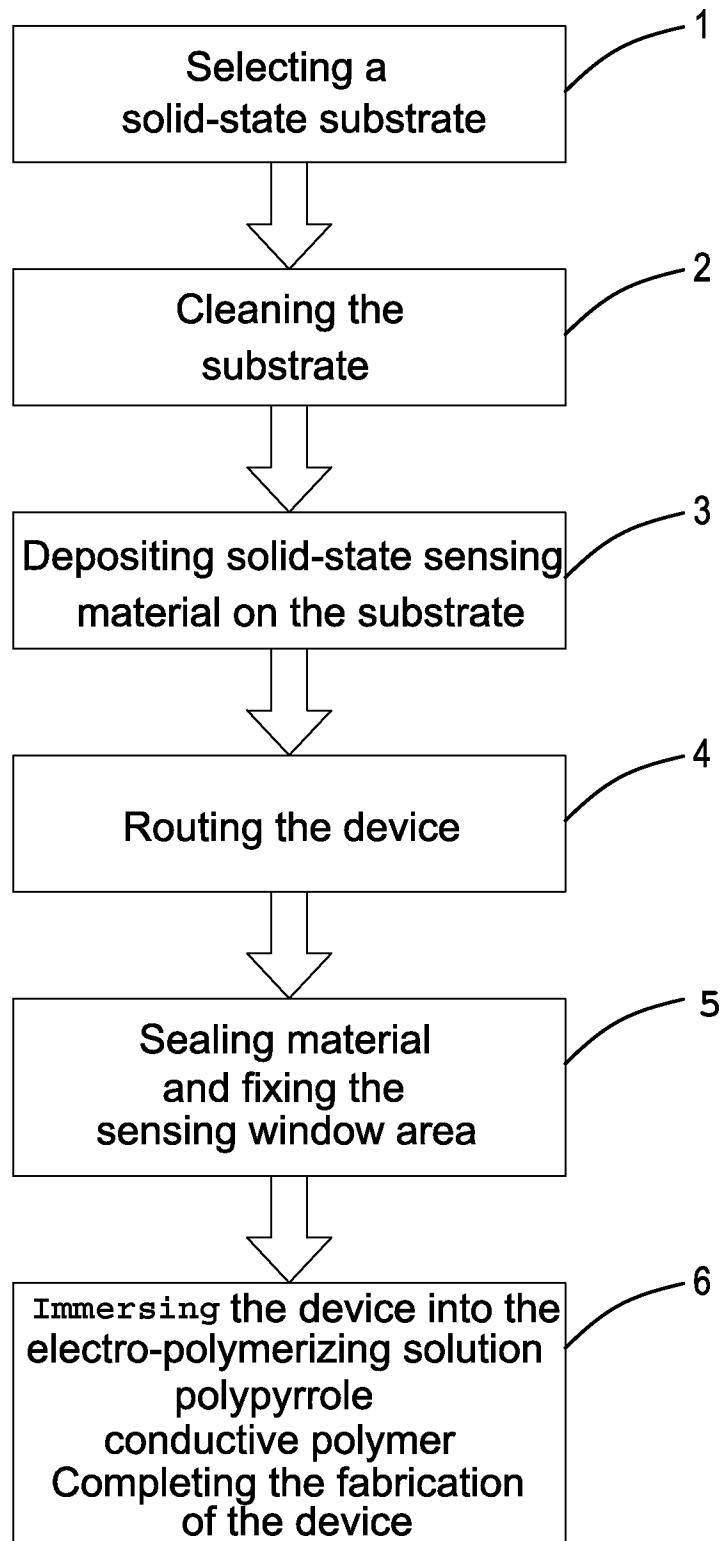 1
Selecting a
solid-state substrate
2
Cleaning the
substrate
3
Depositing solid-state sensing
material on the substrate
4
Routing the device
5
Sealing material
and fixing the
sensing window area
6
Immersing the device into the
electro-polymerizing solution
polypyrrole
conductive polymer
Completing the fabrication
of the device